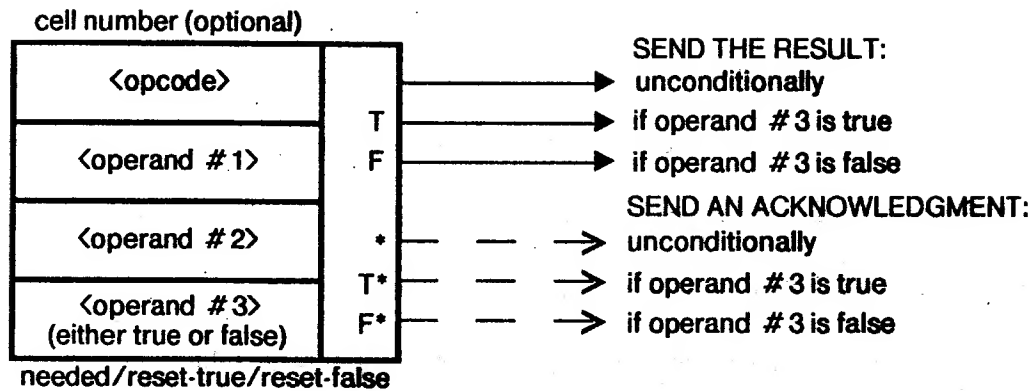 cell number (optional)
<opcode>
<operand #1>
<operand #2>
<operand #3>
(either true or false)
T
F
*
T*
F*
needed/reset-true/reset-false
SEND THE RESULT:
unconditionally
if operand #3 is true
if operand #3 is false
SEND AN ACKNOWLEDGMENT:
unconditionally
if operand #3 is true
if operand #3 is false